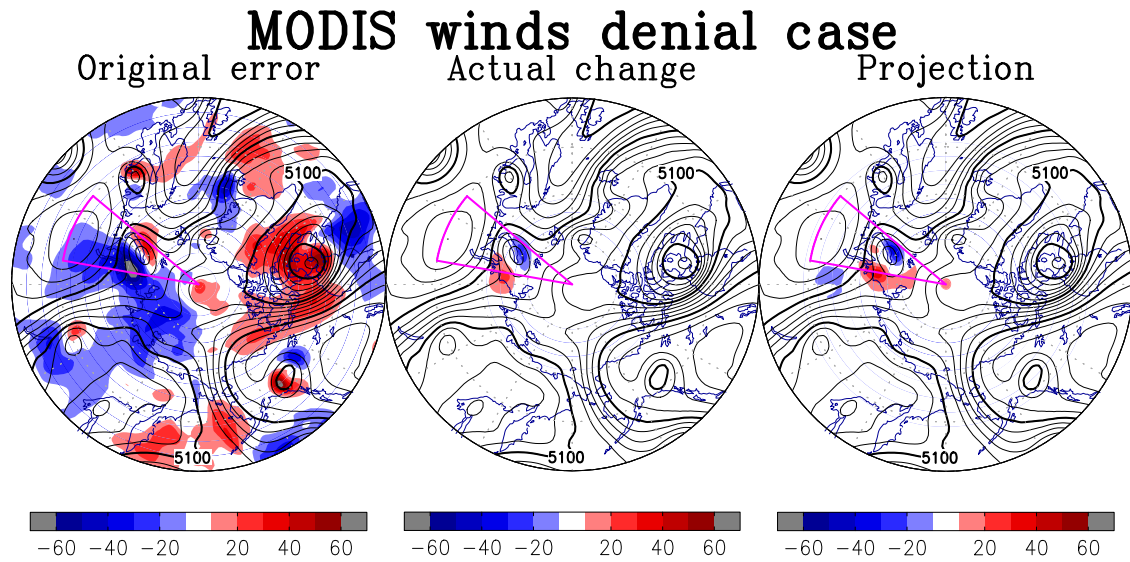 MODIS winds denial case
Original error Actual change Projection
5100 5100 5100
5100 5100
-60 -40 -20 20 40 60 -60 -40 -20 20 40 60 -60 -40 -20 20 40 60